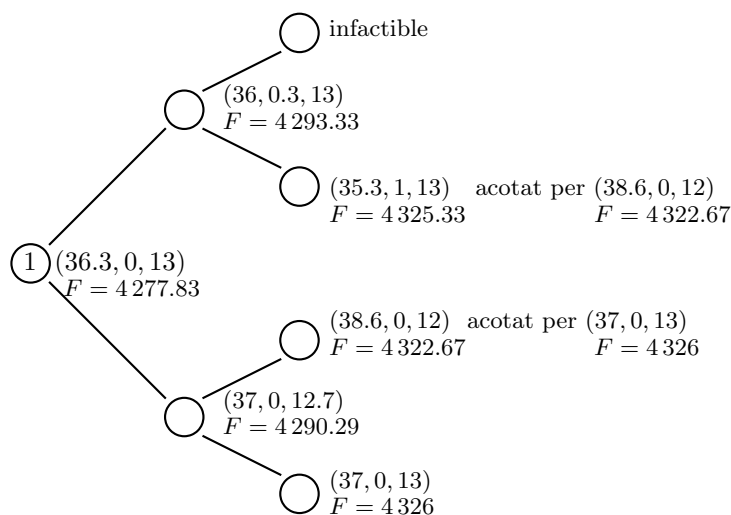 infactible
(36, 0.3, 13)
F = 4 293.33
(35.3, 1, 13) acotat per (38.6, 0, 12)
F = 4 325.33 F = 4 322.67
1 (36.3, 0, 13)
F = 4 277.83
(38.6, 0, 12) acotat per (37, 0, 13)
F = 4 322.67 F = 4 326
(37, 0, 12.7)
F = 4 290.29
(37, 0, 13)
F = 4 326